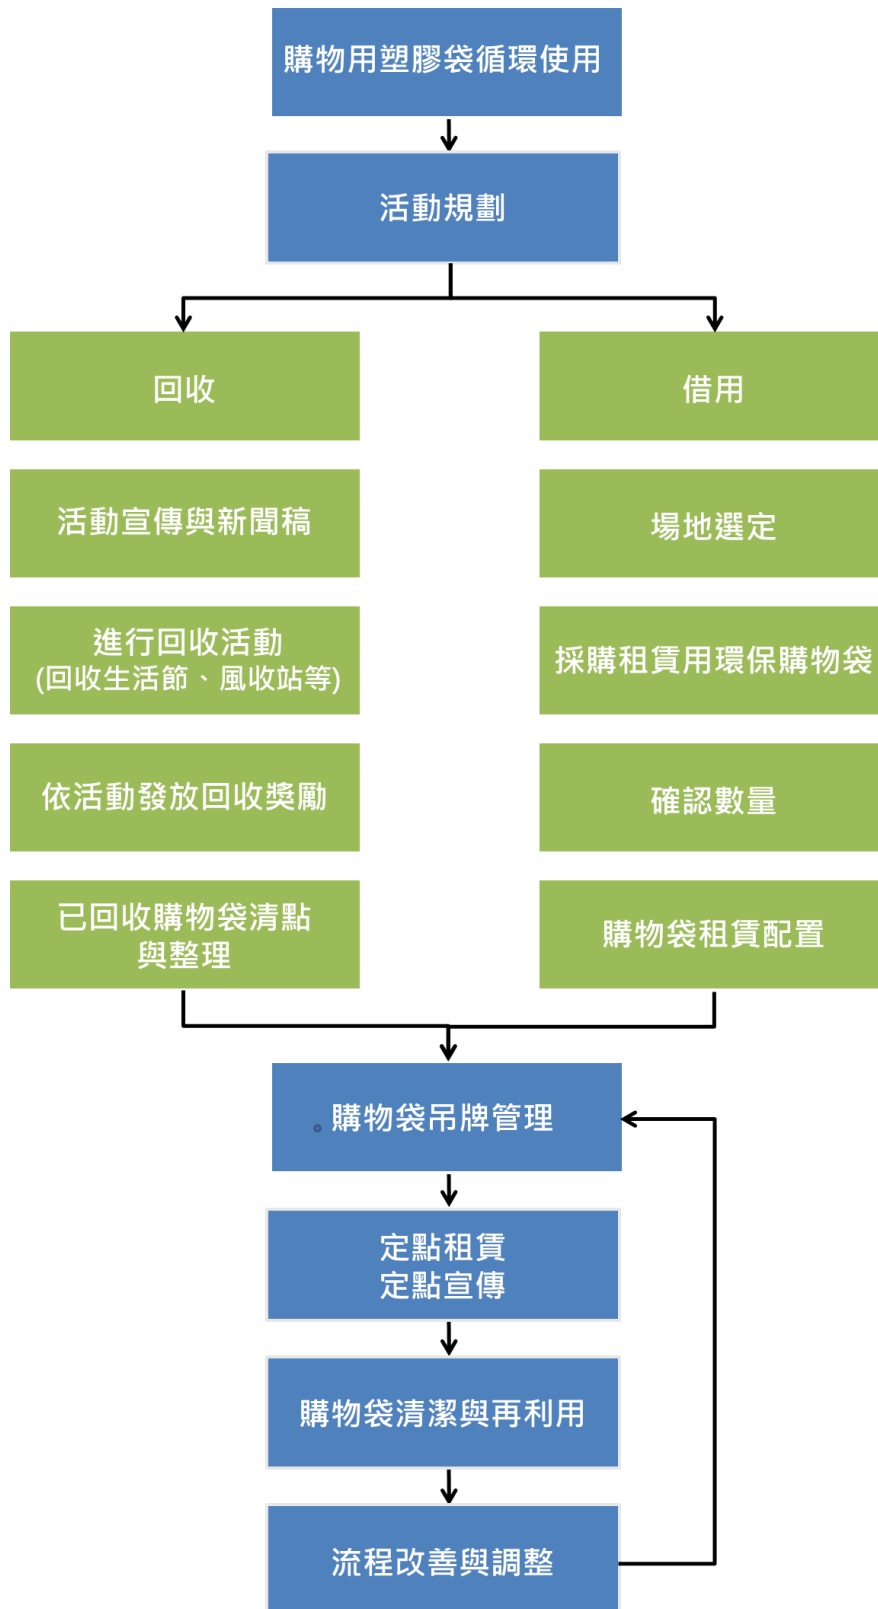 購物用塑膠袋循環使用
活動規劃
回收
活動宣傳與新聞稿
進行回收活動
(回收生活節、風收站等)
依活動發放回收獎勵
已回收購物袋清點
與整理
借用
場地選定
採購租賃用環保購物袋
確認數量
購物袋租賃配置
。購物袋吊牌管理
定點租賃
定點宣傳
購物袋清潔與再利用
流程改善與調整